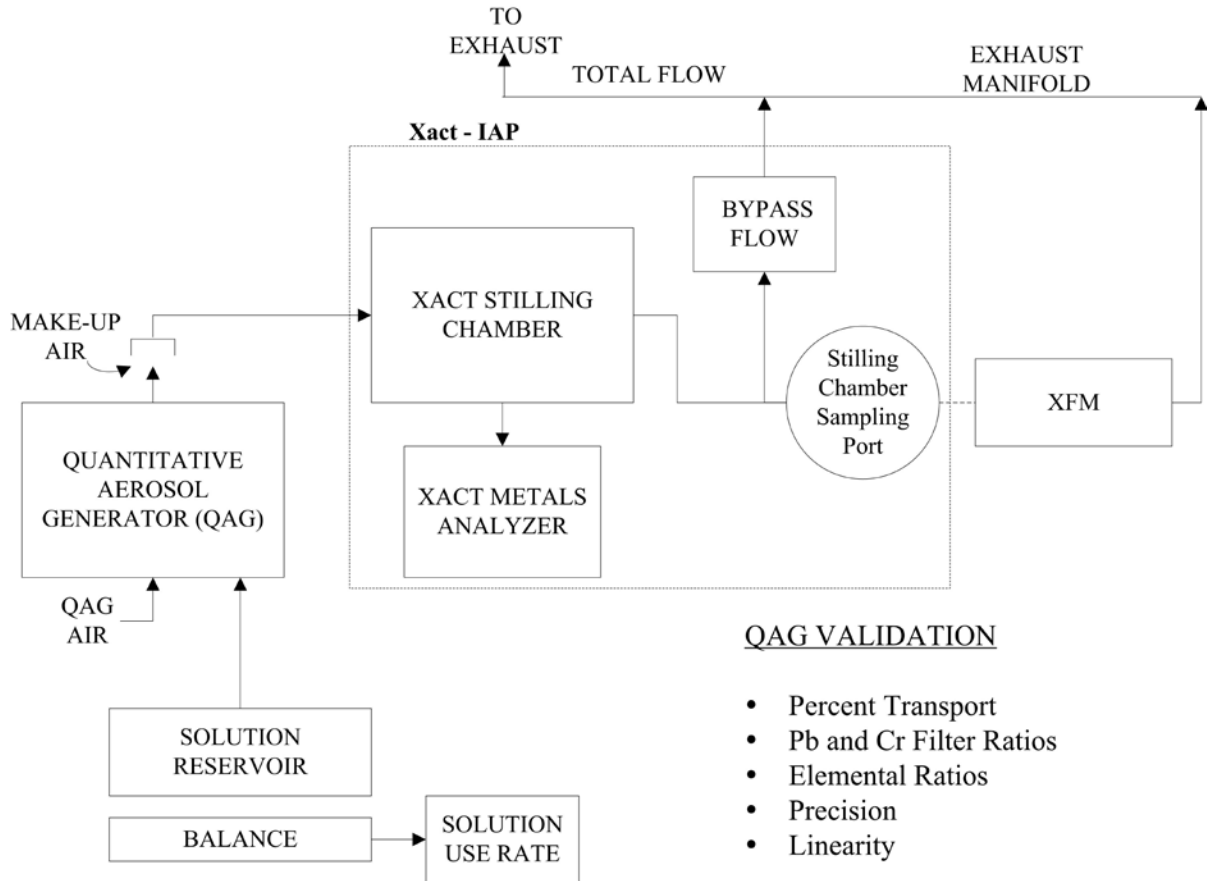 TO
EXHAUST
TOTAL FLOW
EXHAUST
MANIFOLD
Xact - IAP
BYPASS
FLOW
XACT STILLING
CHAMBER
MAKE-UP
AIR
Stilling
Chamber
Sampling
Port
XFM
QUANTITATIVE
AEROSOL
GENERATOR (QAG)
XACT METALS
ANALYZER
QAG
AIR
SOLUTION
RESERVOIR
BALANCE
SOLUTION
USE RATE
QAG VALIDATION
• Percent Transport
• Pb and Cr Filter Ratios
• Elemental Ratios
• Precision
• Linearity